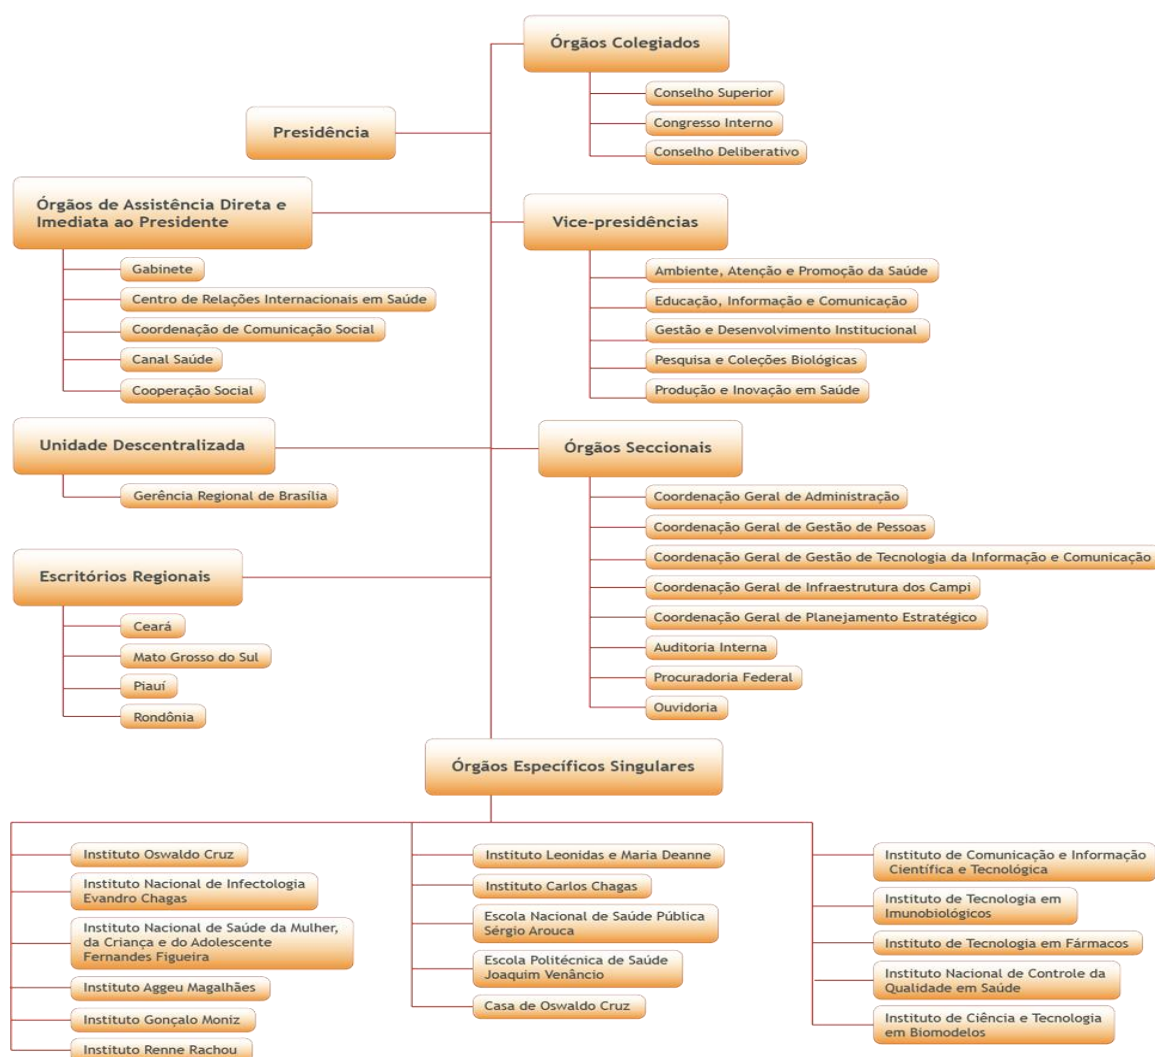 Órgãos Colegiados
Conselho Superior
Congresso Interno
Conselho Deliberativo
Presidência
Órgãos de Assistência Direta e
Imediata ao Presidente
Gabinete
Centro de Relações Internacionais em Saúde
Coordenação de Comunicação Social
Canal Saúde
Cooperação Social
Vice-presidências
Ambiente, Atenção e Promoção da Saúde
Educação, Informação e Comunicação
Gestão e Desenvolvimento Institucional
Pesquisa e Coleções Biológicas
Produção e Inovação em Saúde
Unidade Descentralizada
Gerência Regional de Brasília
Órgãos Seccionais
Coordenação Geral de Administração
Coordenação Geral de Gestão de Pessoas
Coordenação Geral de Gestão de Tecnologia da Informação e Comunicação
Coordenação Geral de Infraestrutura dos Campi
Coordenação Geral de Planejamento Estratégico
Auditoria Interna
Procuradoria Federal
Ouvidoria
Escritórios Regionais
Ceará
Mato Grosso do Sul
Piauí
Rondônia
Órgãos Específicos Singulares
Instituto Oswaldo Cruz
Instituto Nacional de Infectologia
Evandro Chagas
Instituto Nacional de Saúde da Mulher,
da Criança e do Adolescente
Fernandes Figueira
Instituto Aggeu Magalhães
Instituto Gonçalo Moniz
Instituto Renne Rachou
Instituto Leonidas e Maria Deanne
Instituto Carlos Chagas
Escola Nacional de Saúde Pública
Sérgio Arouca
Escola Politécnica de Saúde
Joaquim Venâncio
Casa de Oswaldo Cruz
Instituto de Comunicação e Informação
Científica e Tecnológica
Instituto de Tecnologia em
Imunobiológicos
Instituto de Tecnologia em Fármacos
Instituto Nacional de Controle da
Qualidade em Saúde
Instituto de Ciência e Tecnologia
em Biomodelos